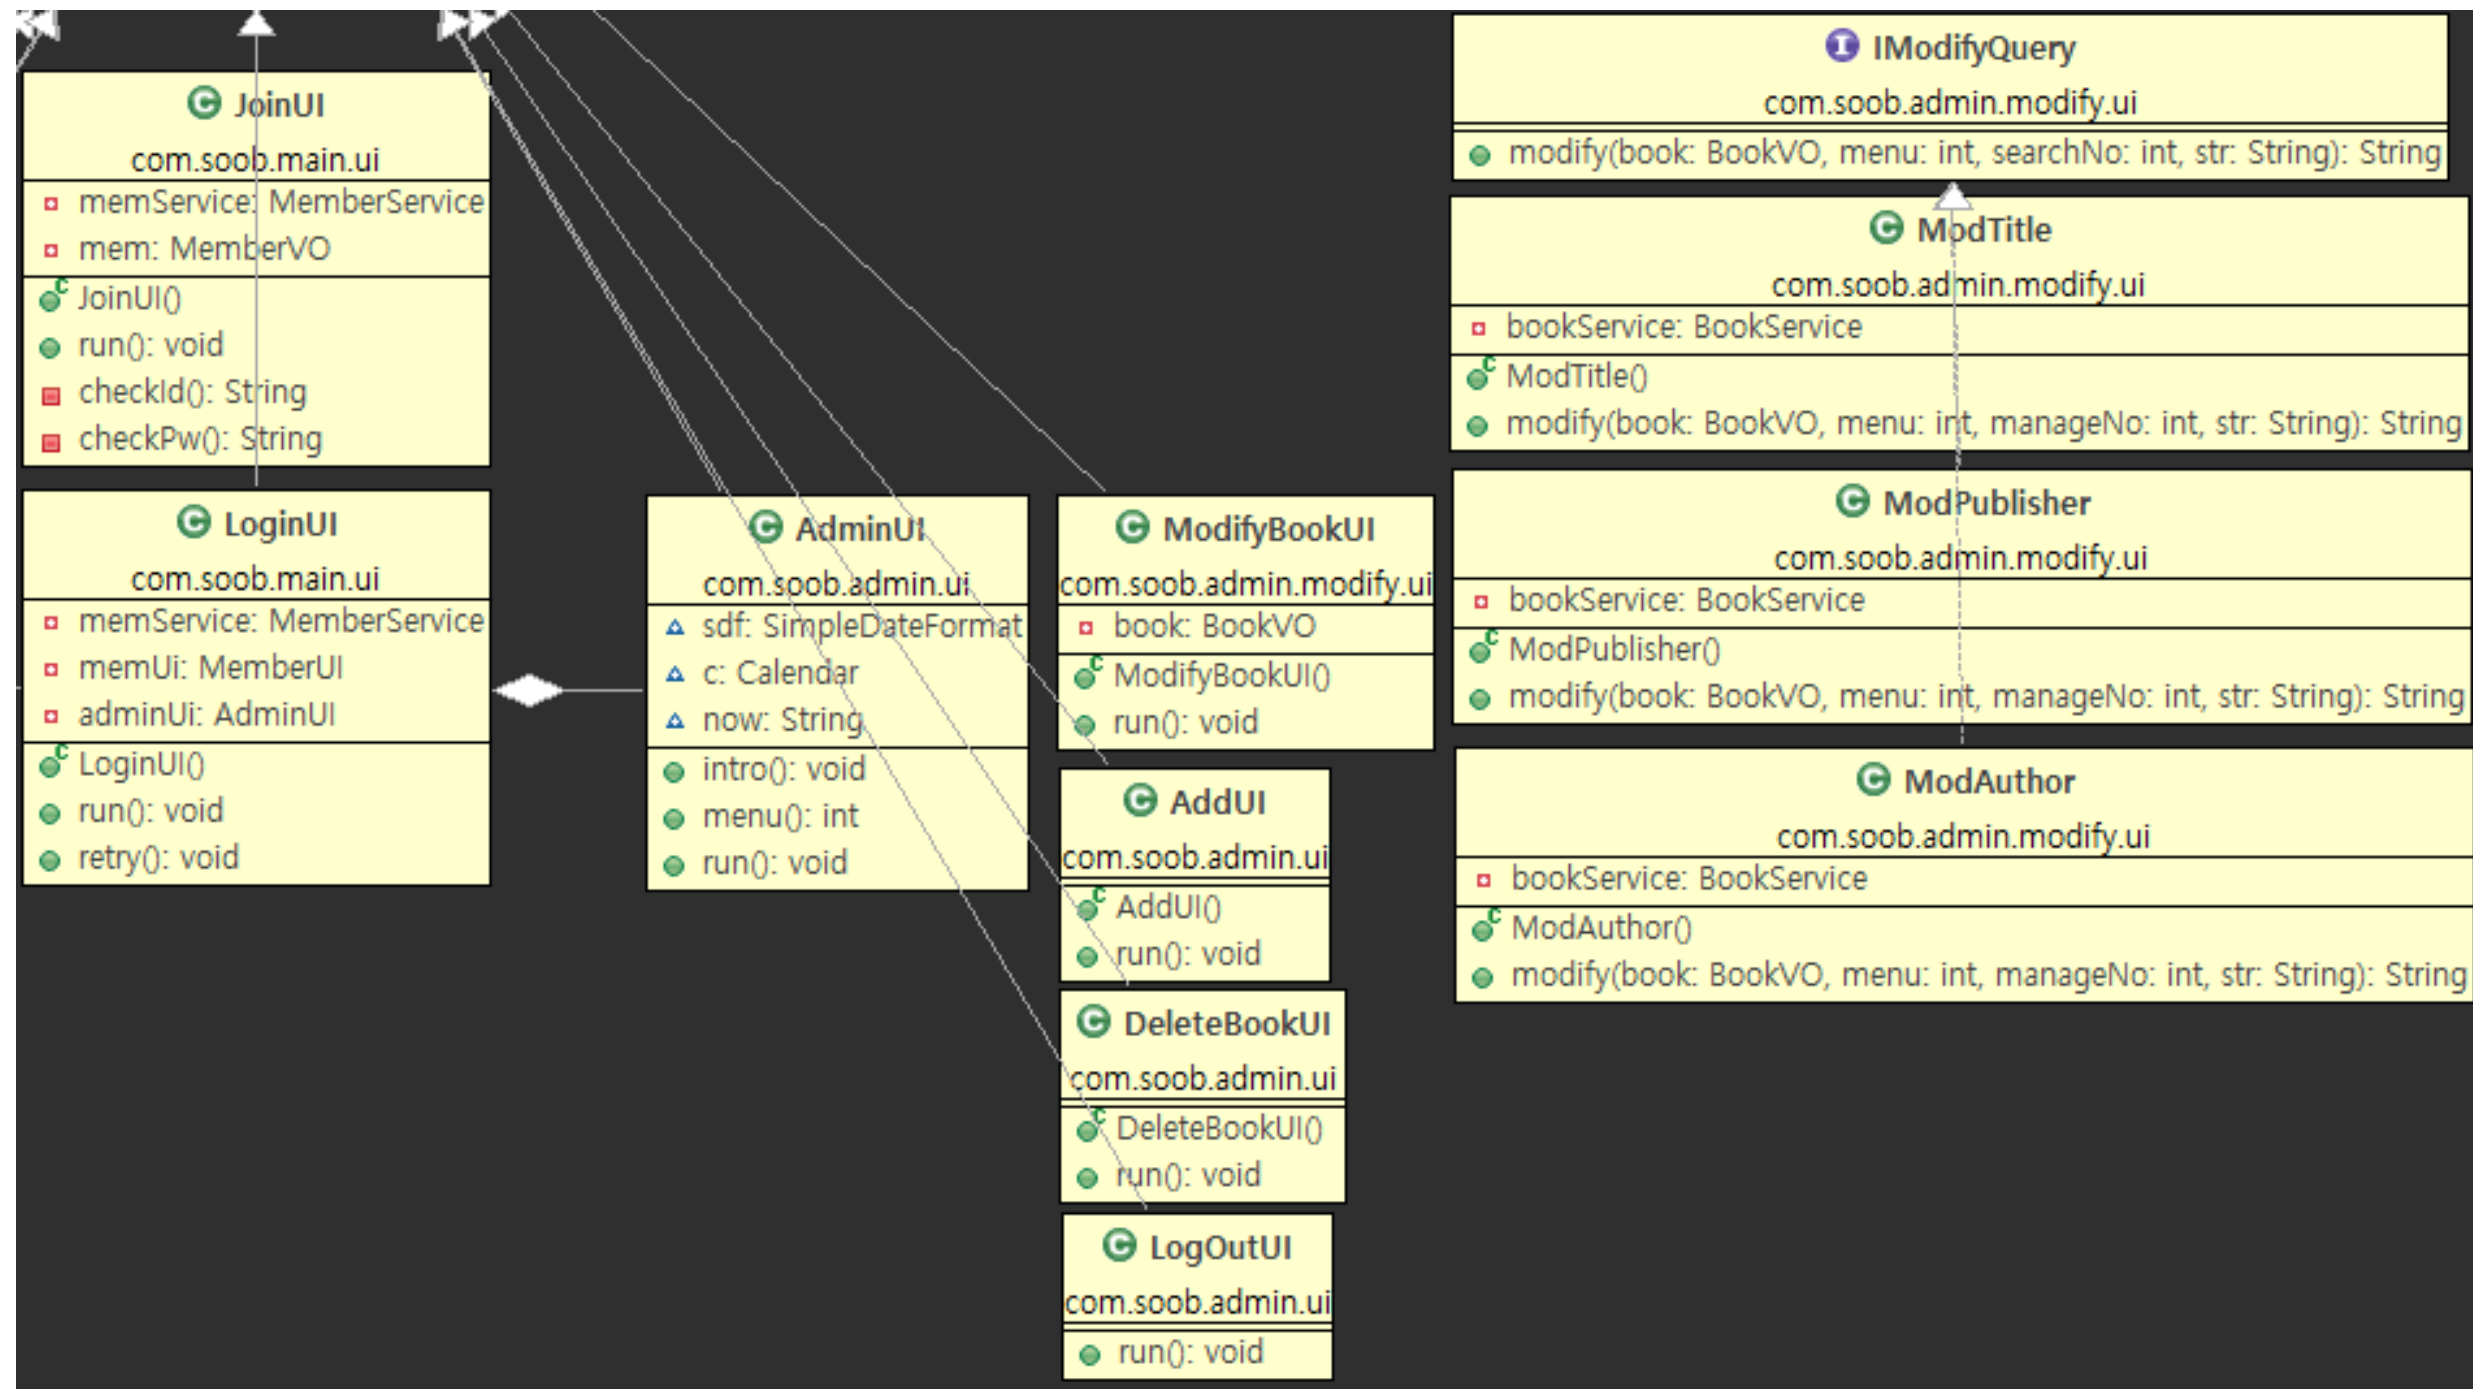 JoinUI
com.soob.main.ui
memService: MemberService
mem: MemberVO
JoinUI()
run(): void
checkId(): String
checkPw(): String
LoginUI
com.soob.main.ui
memService: MemberService
memUi: MemberUI
adminUi: AdminUI
LoginUI()
run(): void
retry(): void
AdminUI
com.soob.admin.ui
sdf: SimpleDateFormat
c: Calendar
now: String
intro(): void
menu(): int
run(): void
ModifyBookUI
com.soob.admin.modify.ui
book: BookVO
ModifyBookUI()
run(): void
AddUI
com.soob.admin.ui
AddUI()
run(): void
DeleteBookUI
com.soob.admin.ui
DeleteBookUI()
run(): void
LogOutUI
com.soob.admin.ui
run(): void
IModifyQuery
com.soob.admin.modify.ui
modify(book: BookVO, menu: int, searchNo: int, str: String): String
ModTitle
com.soob.admin.modify.ui
bookService: BookService
ModTitle()
modify(book: BookVO, menu: int, manageNo: int, str: String): String
ModPublisher
com.soob.admin.modify.ui
bookService: BookService
ModPublisher()
modify(book: BookVO, menu: int, manageNo: int, str: String): String
ModAuthor
com.soob.admin.modify.ui
bookService: BookService
ModAuthor()
modify(book: BookVO, menu: int, manageNo: int, str: String): String